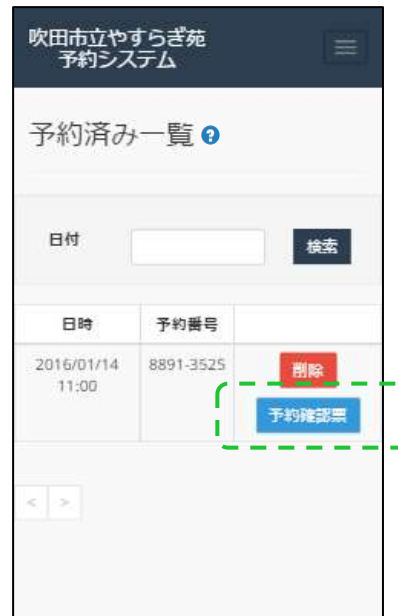 吹田市立やすらぎ苑
予約システム
予約済み一覧 ?
日付
検索
日時 予約番号
2016/01/14 8891-3525 削除
11:00
予約確認票
< >